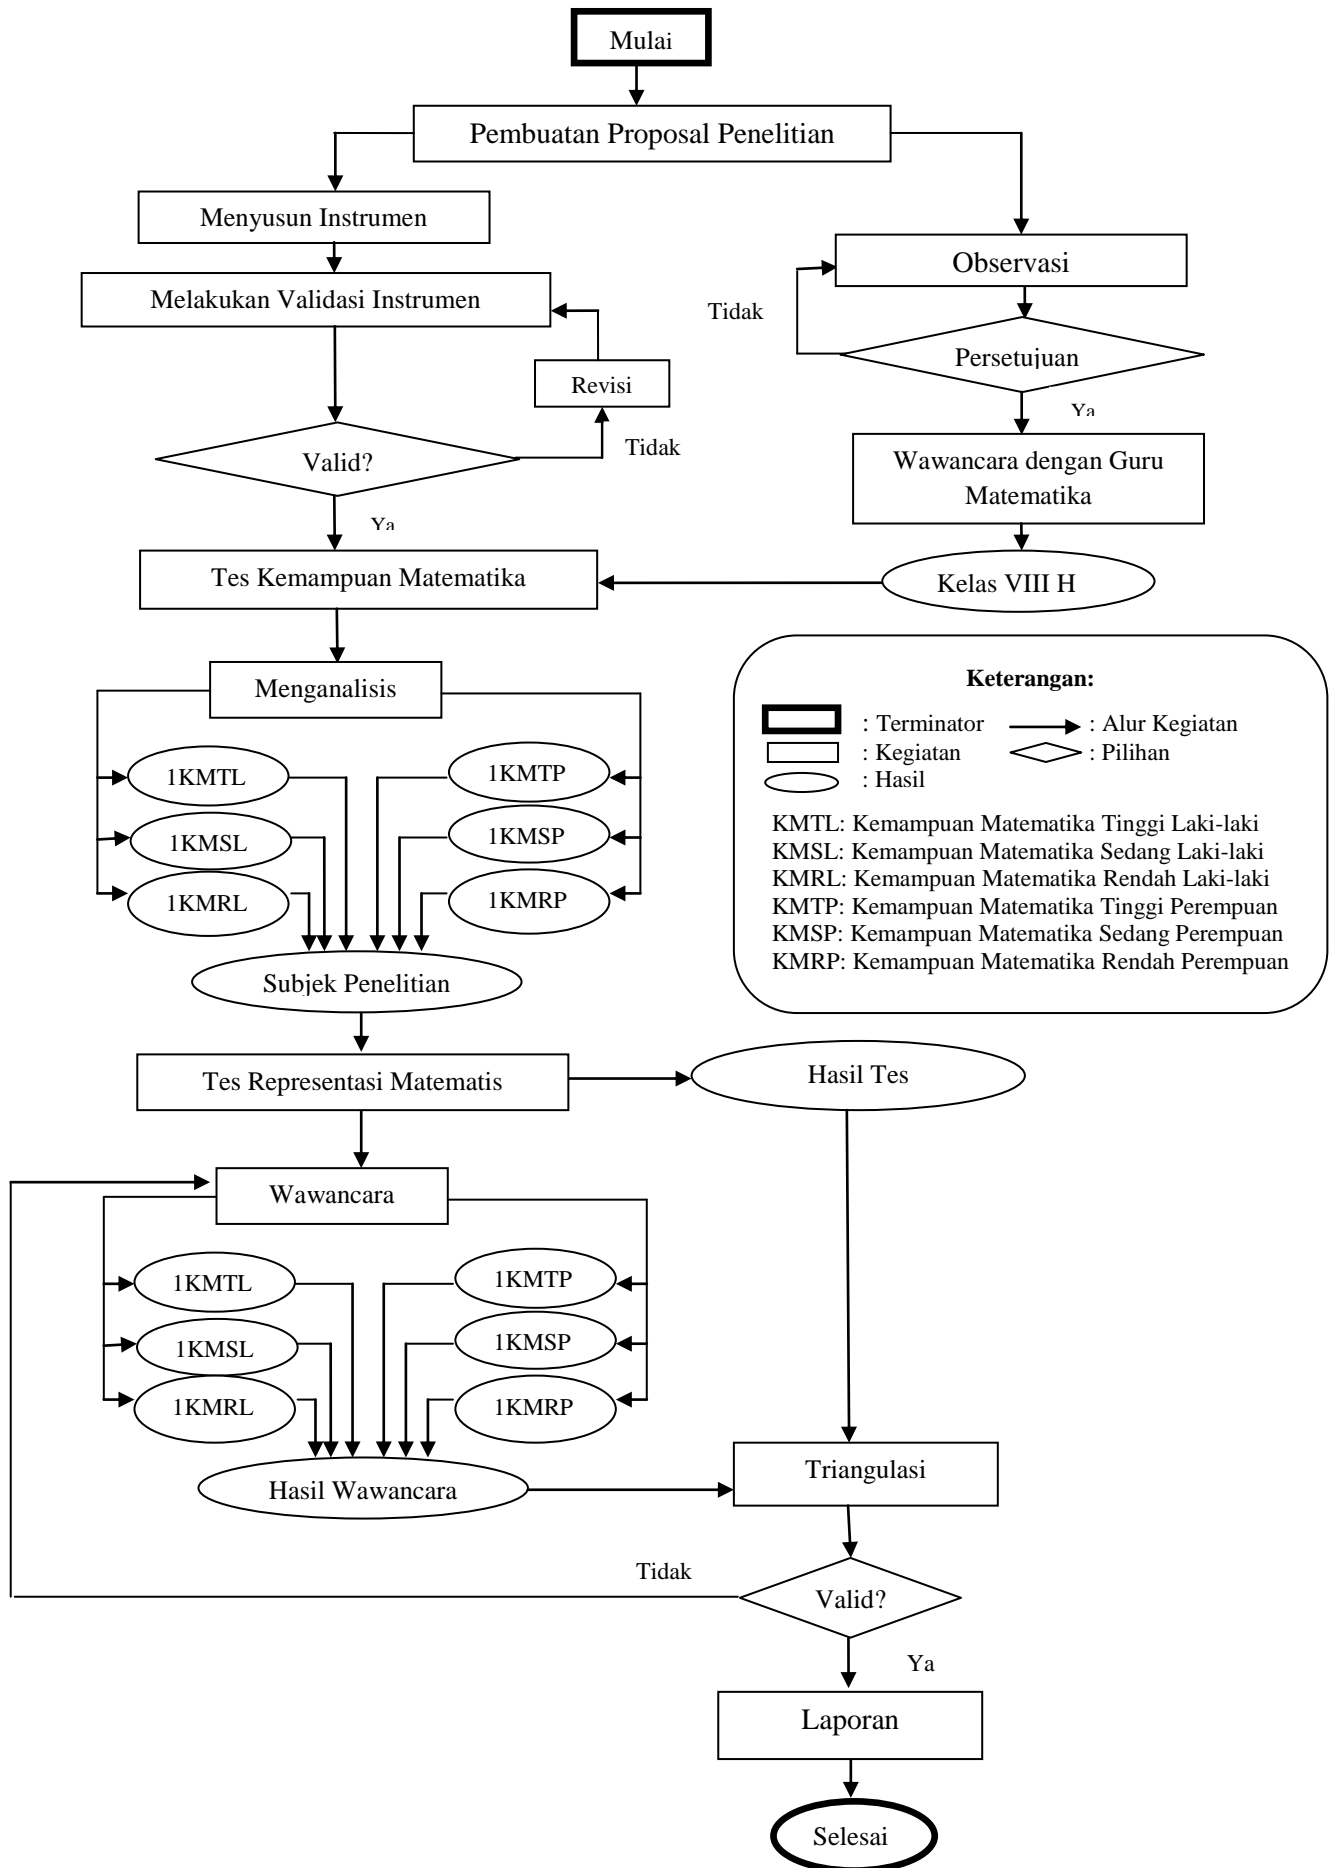 Mulai
Pembuatan Proposal Penelitian
Menyusun Instrumen
Observasi
Melakukan Validasi Instrumen
Tidak
Persetujuan
Revisi
Ya
Tidak
Valid?
Wawancara dengan Guru
Matematika
Ya
Tes Kemampuan Matematika
Kelas VIII H
Menganalisis
1KMTL
1KMTP
1KMSL
1KMSP
1KMRL
1KMRP
Subjek Penelitian
Keterangan:
: Terminator
: Alur Kegiatan
: Kegiatan
: Pilihan
: Hasil
KMTL: Kemampuan Matematika Tinggi Laki-laki
KMSL: Kemampuan Matematika Sedang Laki-laki
KMRL: Kemampuan Matematika Rendah Laki-laki
KMTP: Kemampuan Matematika Tinggi Perempuan
KMSP: Kemampuan Matematika Sedang Perempuan
KMRP: Kemampuan Matematika Rendah Perempuan
Tes Representasi Matematis
Hasil Tes
Wawancara
1KMTL
1KMTP
1KMSL
1KMSP
1KMRL
1KMRP
Hasil Wawancara
Triangulasi
Tidak
Valid?
Ya
Laporan
Selesai